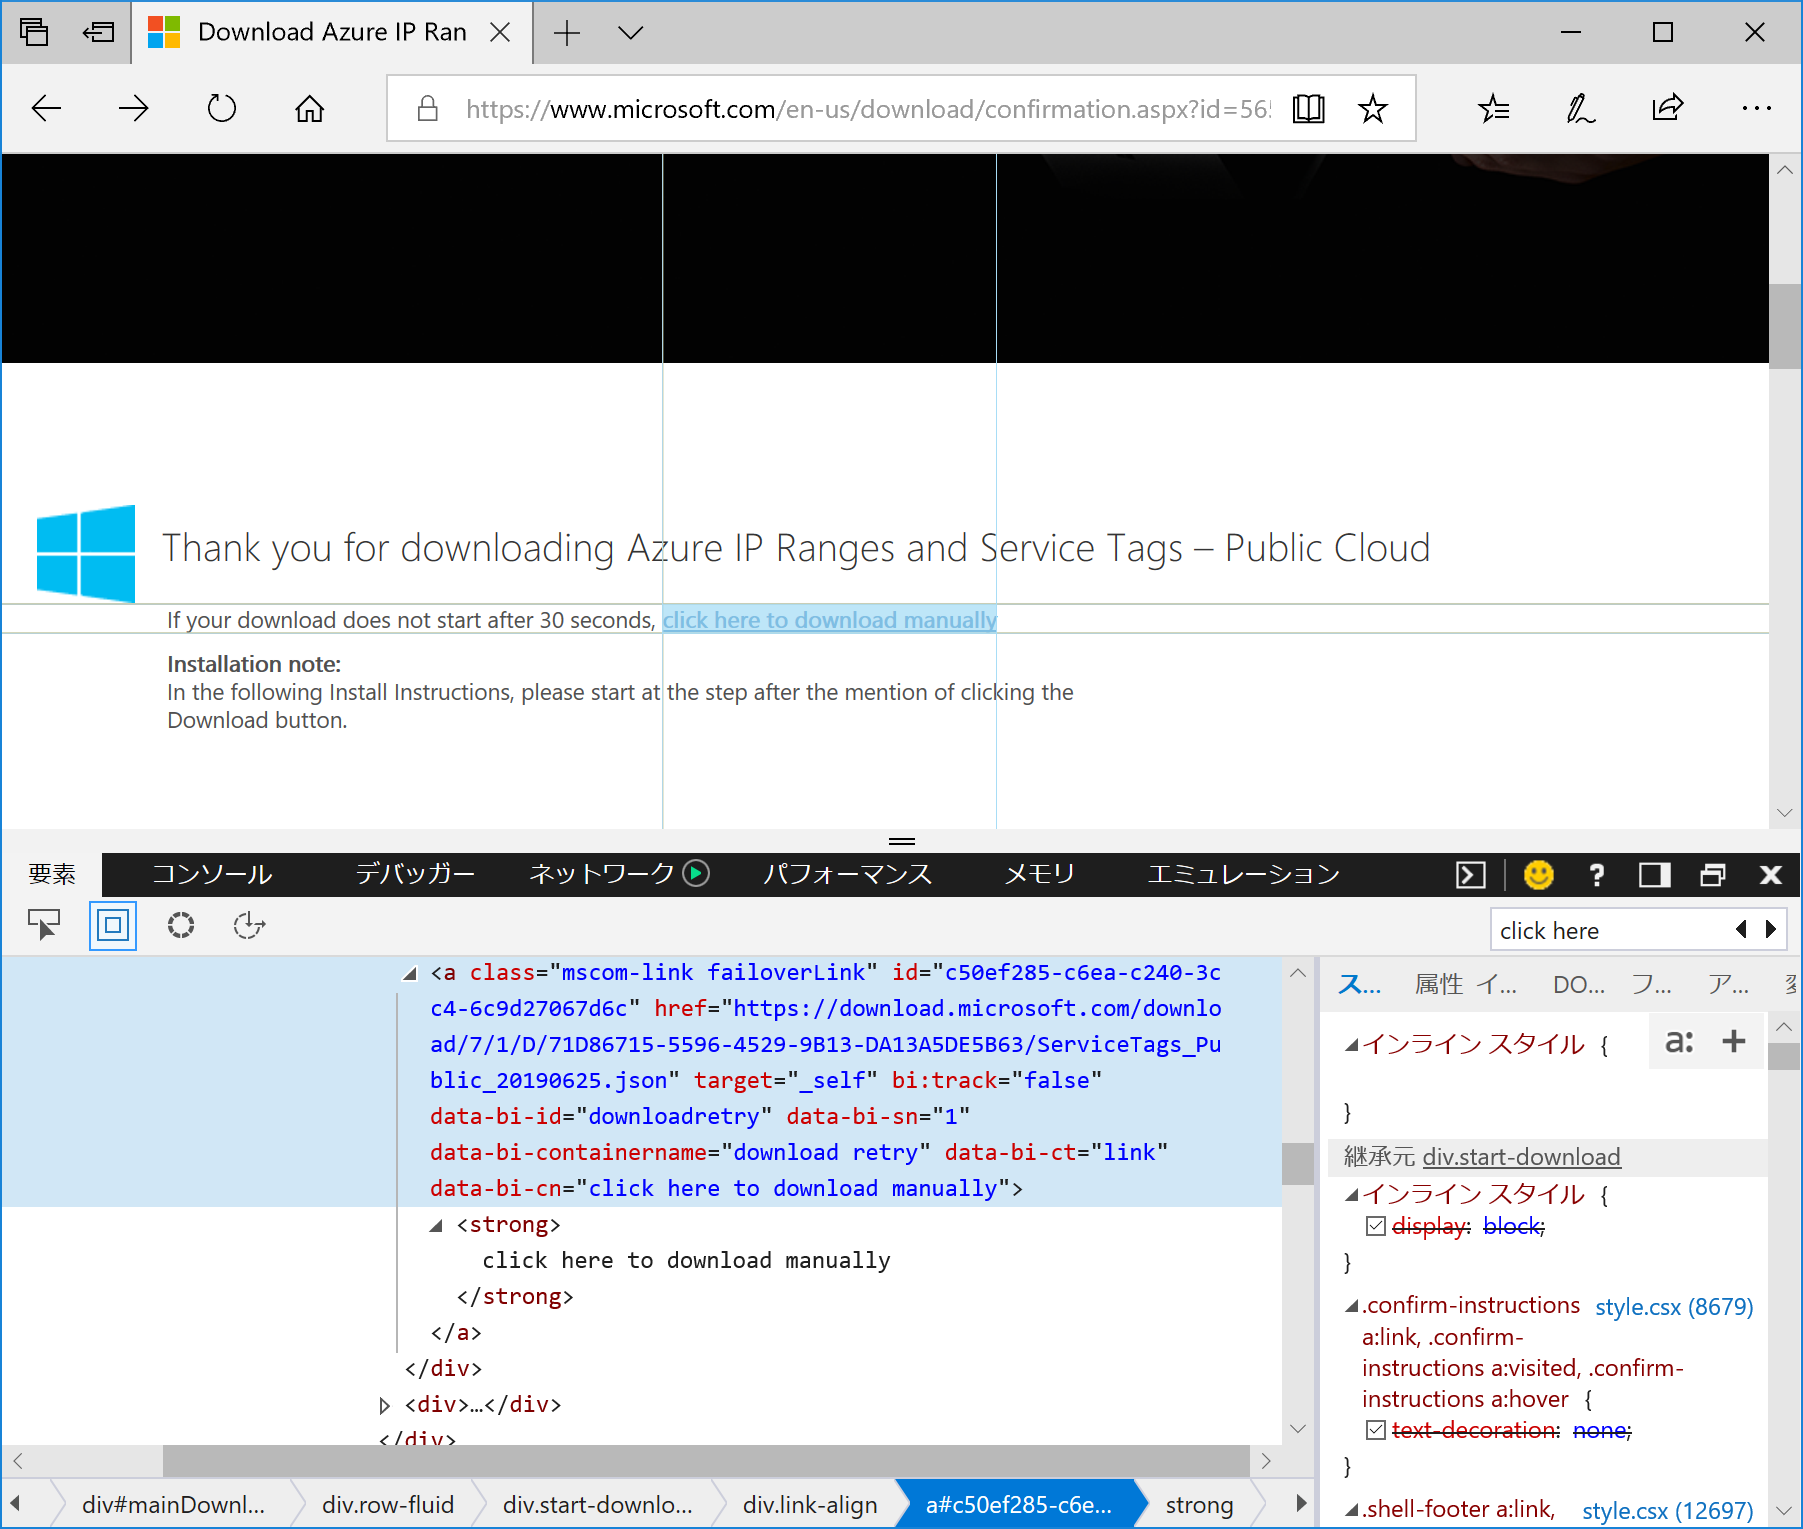 Download Azure IP Ran
https://www.microsoft.com/en-us/download/confirmation.aspx?id=565
Thank you for downloading Azure IP Ranges and Service Tags – Public Cloud
If your download does not start after 30 seconds, click here to download manually
Installation note:
In the following Install Instructions, please start at the step after the mention of clicking the
Download button.
要素 コンソール デバッガー ネットワーク パフォーマンス メモリ エミュレーション
click here
<a class="mscom-link failoverLink" id="c50ef285-c6ea-c240-3c
c4-6c9d27067d6c" href="https://download.microsoft.com/downlo
ad/7/1/D/71D86715-5596-4529-9B13-DA13A5DE5B63/ServiceTags_Pu
blic_20190625.json" target="_self" bi:track="false"
data-bi-id="downloadretry" data-bi-sn="1"
data-bi-containername="download retry" data-bi-ct="link"
data-bi-cn="click here to download manually">
<strong>
click here to download manually
</strong>
</a>
</div>
<div>…</div>
</div>
ス... 属性 イ... DO... フ... ア... 変
インライン スタイル {
a: +
}
継承元 div.start-download
インライン スタイル {
display: block;
}
.confirm-instructions style.csx (8679)
a:link, .confirm-
instructions a:visited, .confirm-
instructions a:hover {
text-decoration: none;
}
.shell-footer a:link, style.csx (12697)
div#mainDownl... div.row-fluid div.start-downlo... div.link-align a#c50ef285-c6e... strong